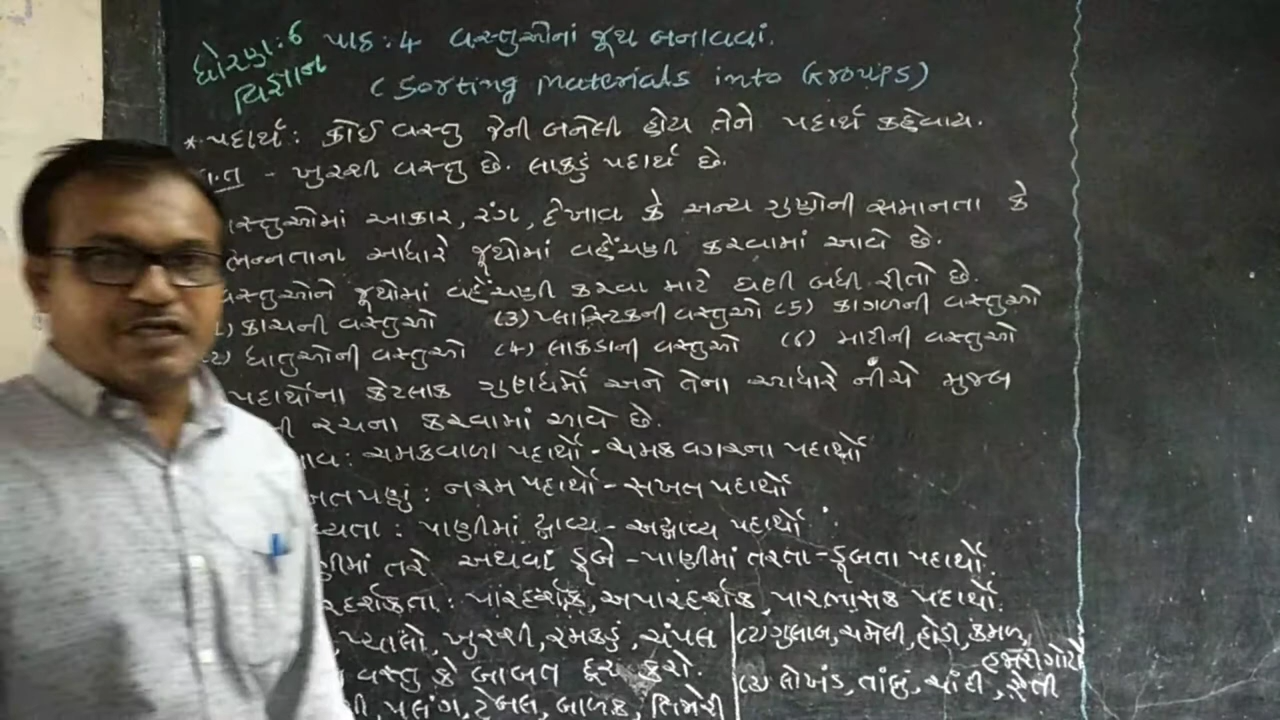 ધોરણ: 6
વિજ્ઞાન
પાઠ: 4 વસ્તુઓનાં જૂથ બનાવવાં.
(Sorting Materials into Groups)
* પદાર્થ: કોઈ વસ્તુ જેની બનેલી હોય તેને પદાર્થ કહેવાય.
દા.ત - ખુરશી વસ્તુ છે. લાકડું પદાર્થ છે.
વસ્તુઓમાં આકાર, રંગ, દેખાવ કે અન્ય ગુણોની સમાનતા કે
ભિન્નતાના આધારે જૂથોમાં વહેંચણી કરવામાં આવે છે.
વસ્તુઓને જૂથોમાં વહેંચણી કરવા માટે ઘણી બધી રીતો છે.
1) કાચની વસ્તુઓ (3) પ્લાસ્ટિકની વસ્તુઓ (5) કાગળની વસ્તુઓ
2) ધાતુઓની વસ્તુઓ (4) લાકડાની વસ્તુઓ (6) માટીની વસ્તુઓ
પદાર્થોના કેટલાક ગુણધર્મો અને તેના આધારે નીચે મુજબ
રચના કરવામાં આવે છે.
ચમકવાળા પદાર્થો - ચમક વગરના પદાર્થો
નરમ પદાર્થો - સખત પદાર્થો
પાણીમાં દ્રાવ્ય - અદ્રાવ્ય પદાર્થો
તરે અથવા ડૂબે - પાણીમાં તરતા - ડૂબતા પદાર્થો.
પારદર્શક, અપારદર્શક, પારભાસક પદાર્થો.
પ્યાલો, ખુરશી, રમકડું, ચંપલ
વસ્તુ કે બાબત દૂર કરો.
પલંગ, ટેબલ, બાળક, તિજોરી
(2) ગુલાબ, ચમેલી, હોડી, કમળ,
હજારીગોટો
(3) લોખંડ, તાંબું, ચાંદી, રેતી